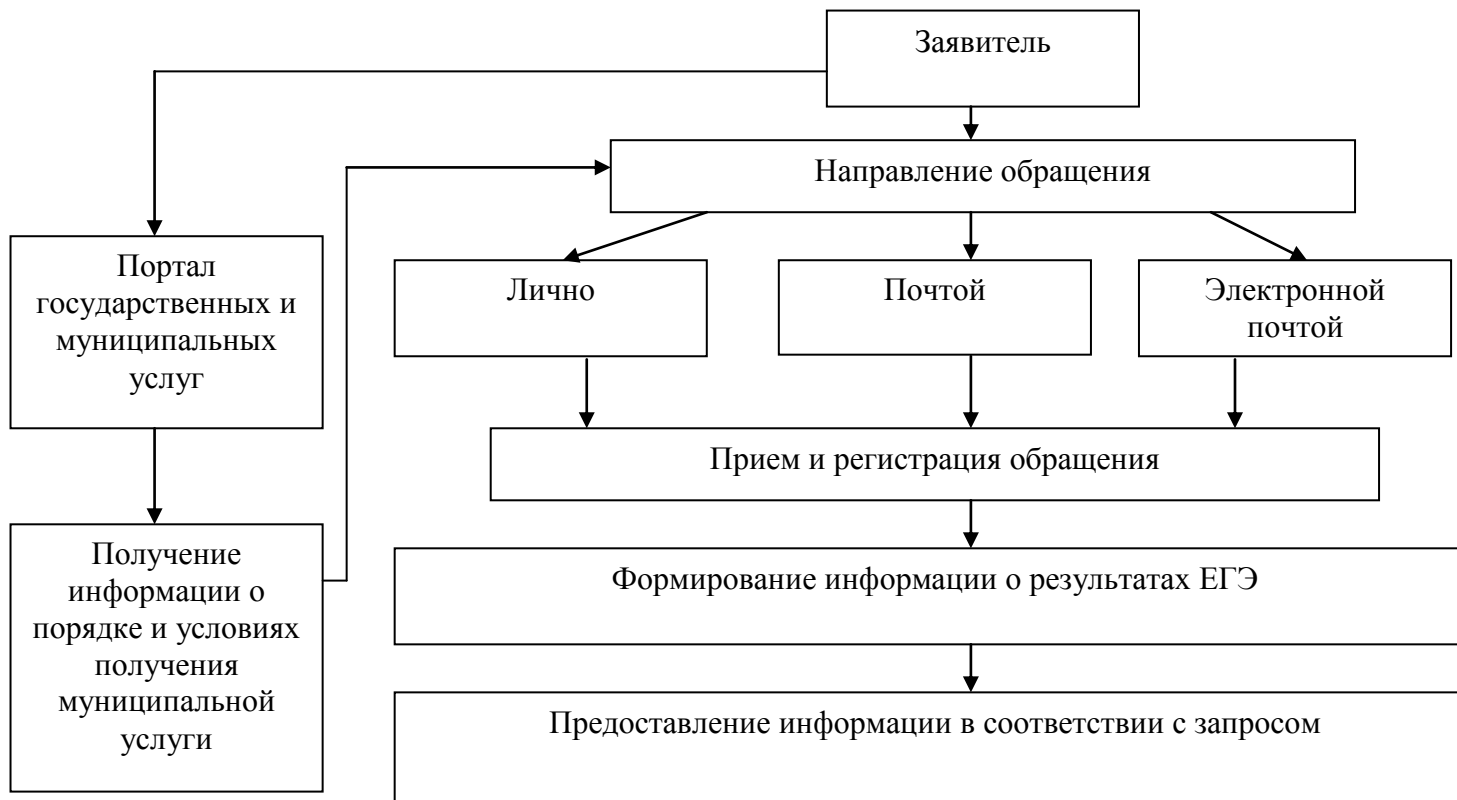 Заявитель
Направление обращения
Портал
государственных и
муниципальных
услуг
Лично
Почтой
Электронной
почтой
Прием и регистрация обращения
Получение
информации о
порядке и условиях
получения
муниципальной
услуги
Формирование информации о результатах ЕГЭ
Предоставление информации в соответствии с запросом